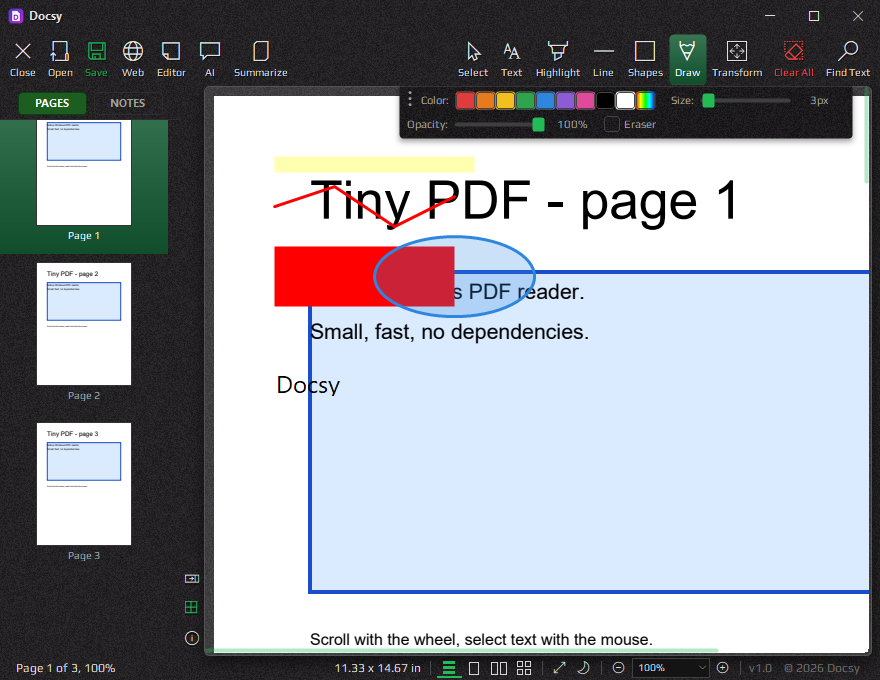 Docsy
Close Open Save Web Editor AI Summarize Select Text Highlight Line Shapes Draw Transform Clear All Find Text
PAGES NOTES
Color: Size: 3px
Opacity: 100% Eraser
Page 1
Tiny PDF - page 2
Page 2
Tiny PDF - page 3
Page 3
Tiny PDF - page 1
s PDF reader.
Small, fast, no dependencies.
Docsy
Scroll with the wheel, select text with the mouse.
Page 1 of 3, 100% 11.33 x 14.67 in 100% v1.0 © 2026 Docsy